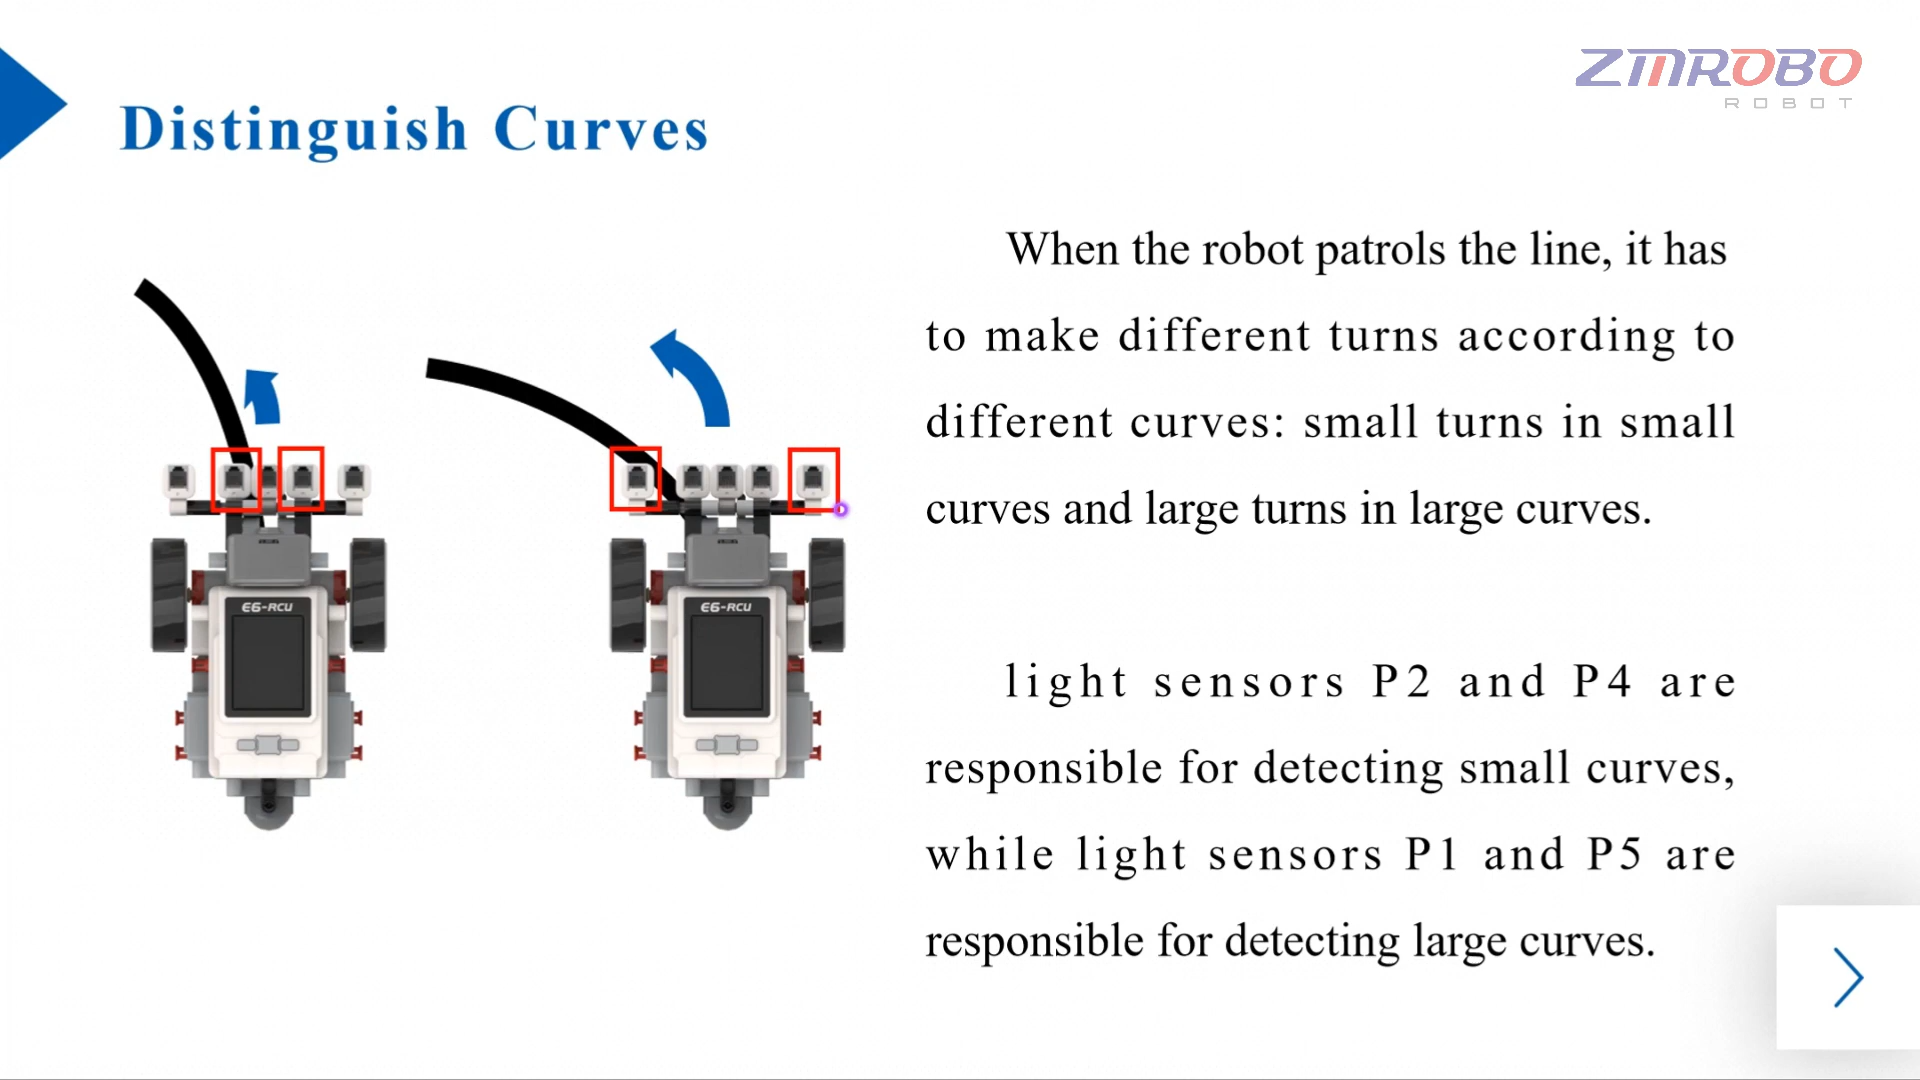 ZMROBO
ROBOT
Distinguish Curves
When the robot patrols the line, it has
to make different turns according to
different curves: small turns in small
curves and large turns in large curves.
light sensors P2 and P4 are
responsible for detecting small curves,
while light sensors P1 and P5 are
responsible for detecting large curves.
E6-RCU
E6-RCU